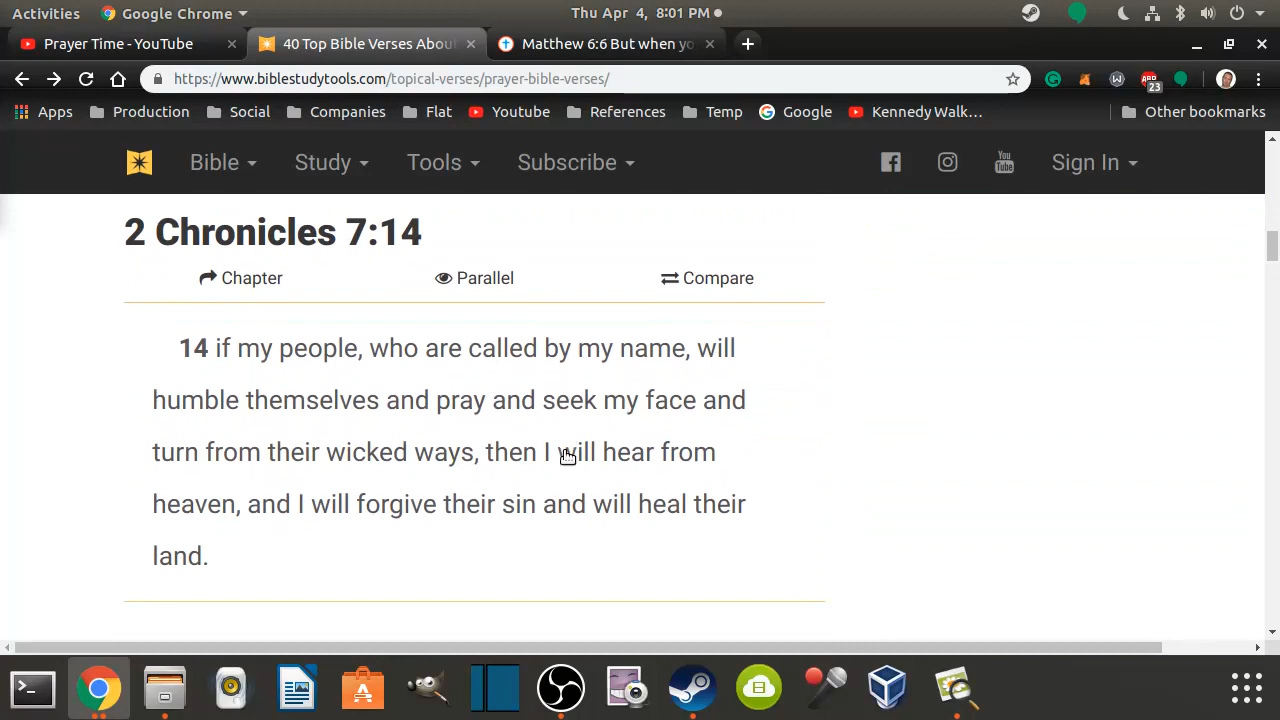 Activities Google Chrome Thu Apr 4, 8:01 PM
Prayer Time - YouTube 40 Top Bible Verses Abou Matthew 6:6 But when yo
https://www.biblestudytools.com/topical-verses/prayer-bible-verses/ 23
Apps Production Social Companies Flat Youtube References Temp Google Kennedy Walk... Other bookmarks
Bible Study Tools Subscribe You Tube Sign In
2 Chronicles 7:14
Chapter Parallel Compare
14 if my people, who are called by my name, will
humble themselves and pray and seek my face and
turn from their wicked ways, then I will hear from
heaven, and I will forgive their sin and will heal their
land.